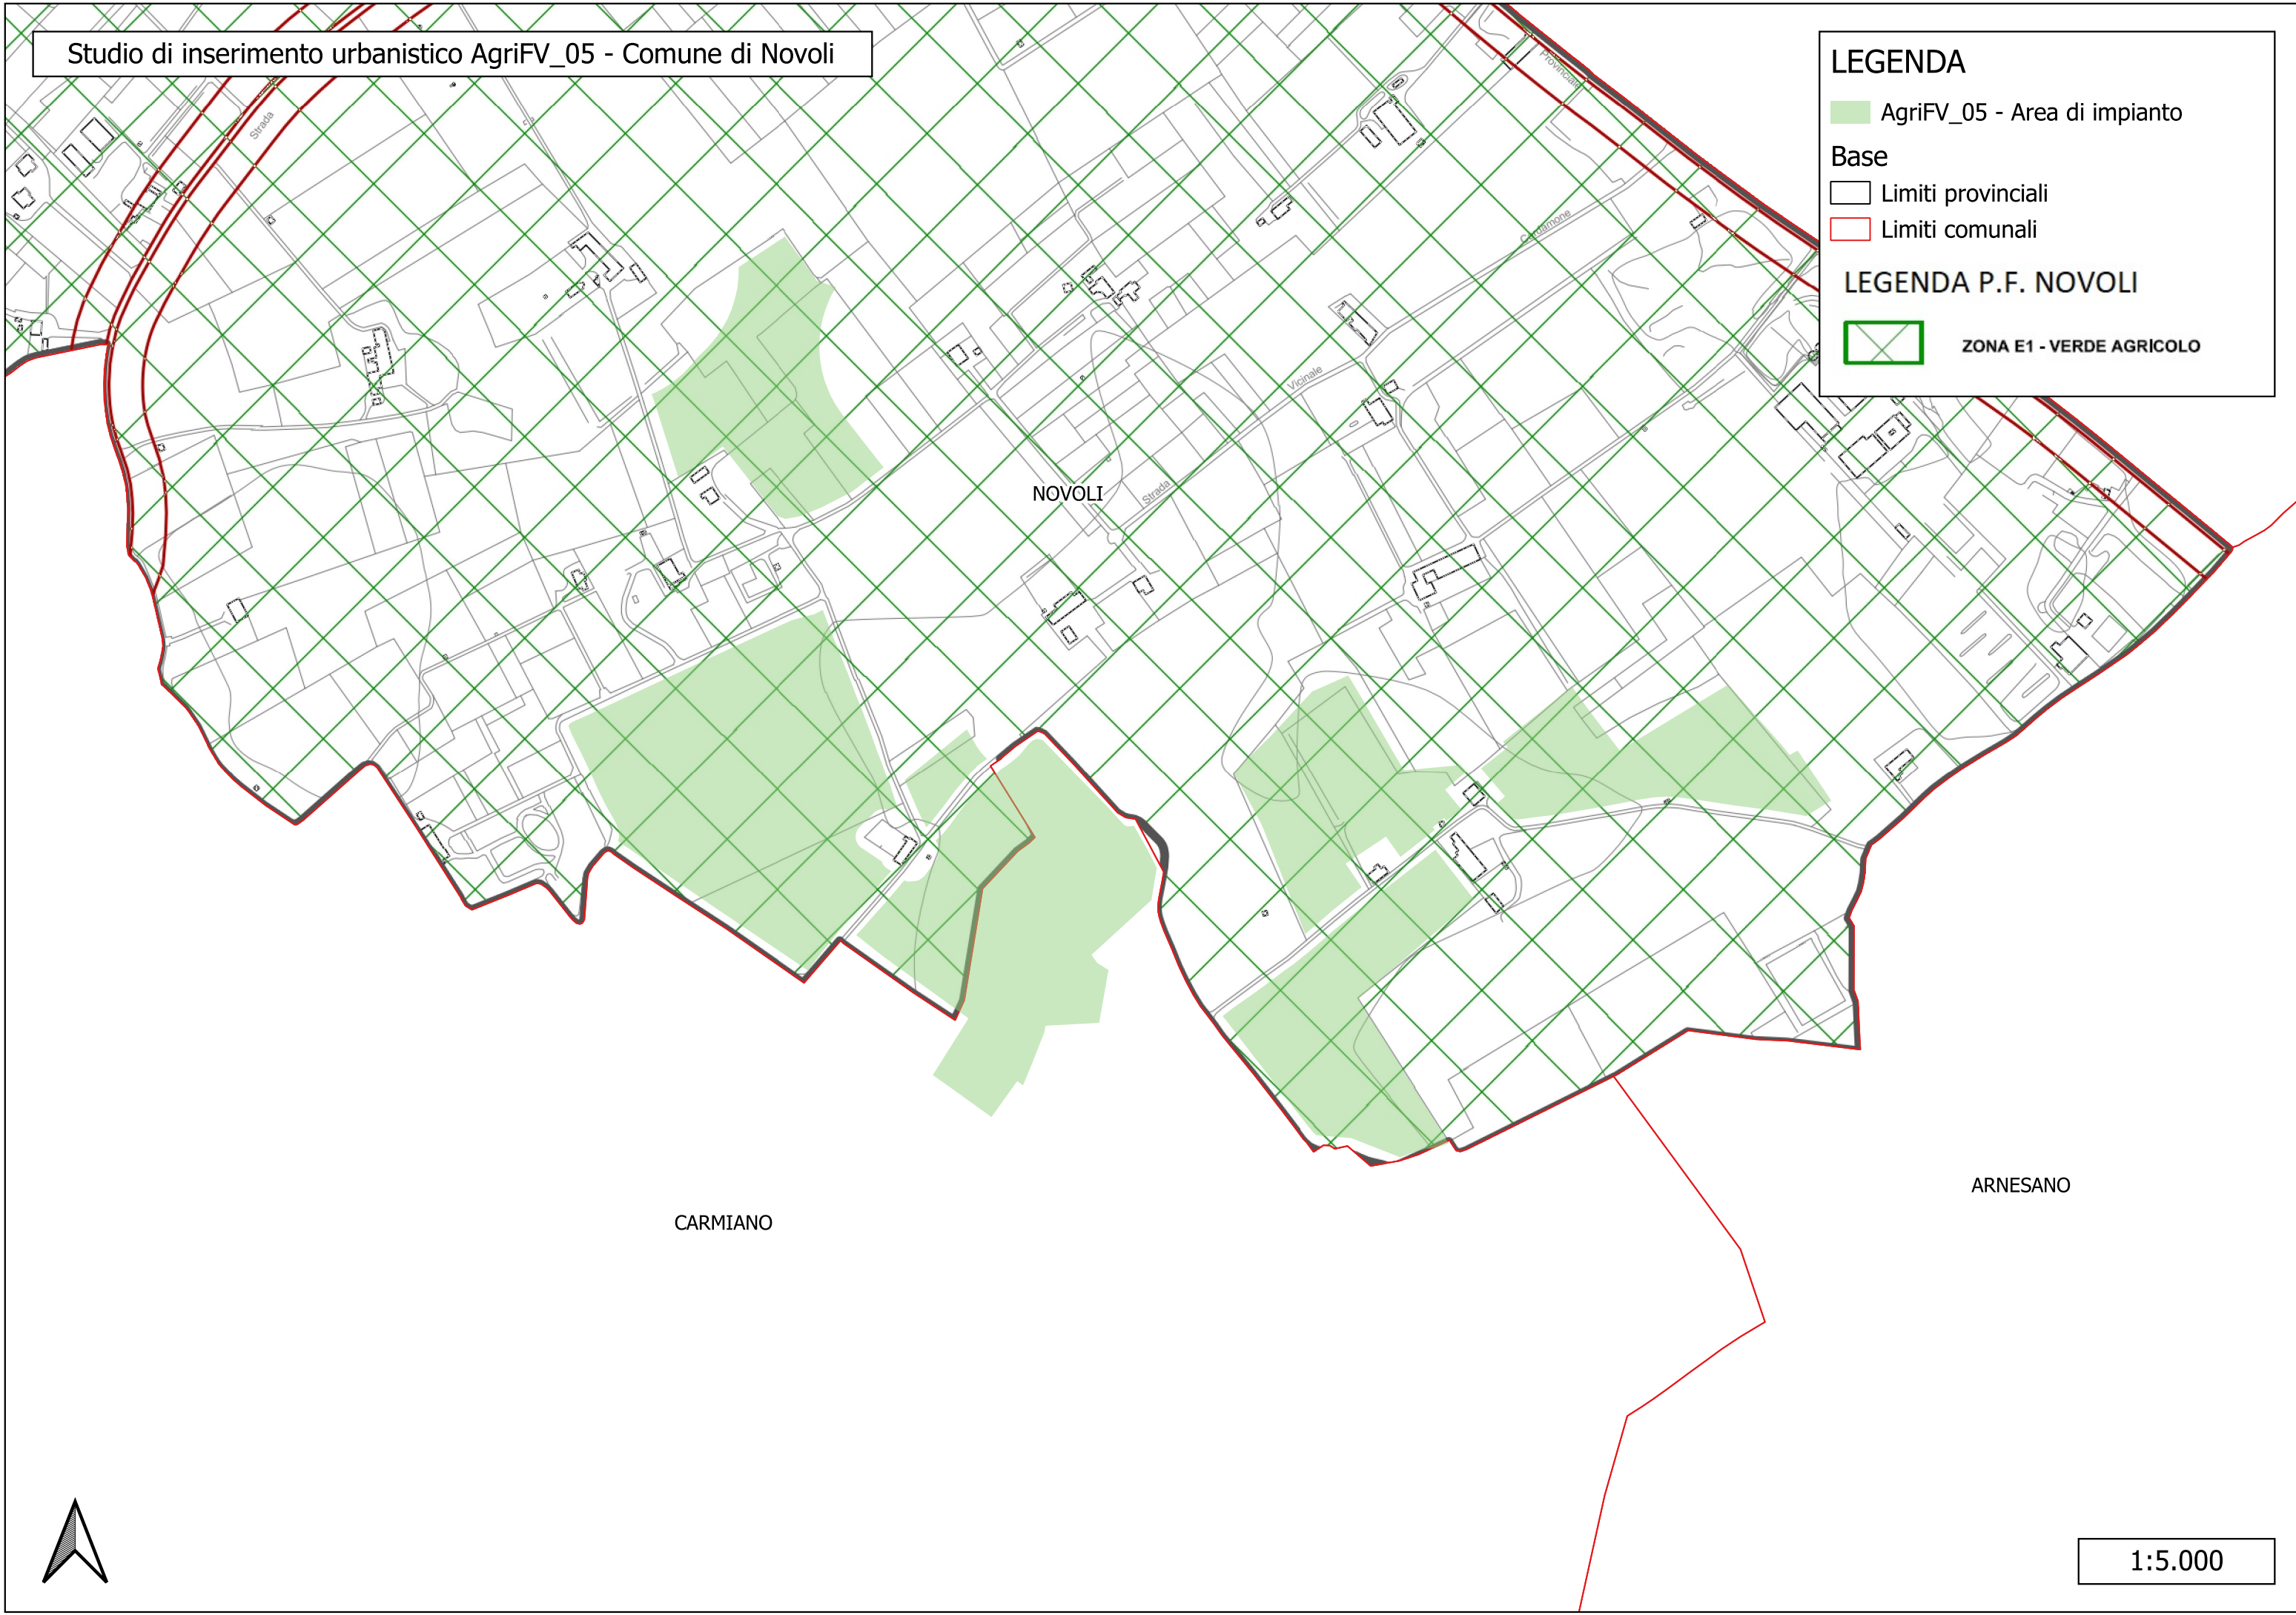 Studio di inserimento urbanistico AgriFV_05 - Comune di Novoli
LEGENDA
AgriFV_05 - Area di impianto
Base
Limiti provinciali
Limiti comunali
LEGENDA P.F. NOVOLI
ZONA E1 - VERDE AGRICOLO
Strada
Provinciale
Vicinale
Strada
NOVOLI
CARMIANO
ARNESANO
1:5.000